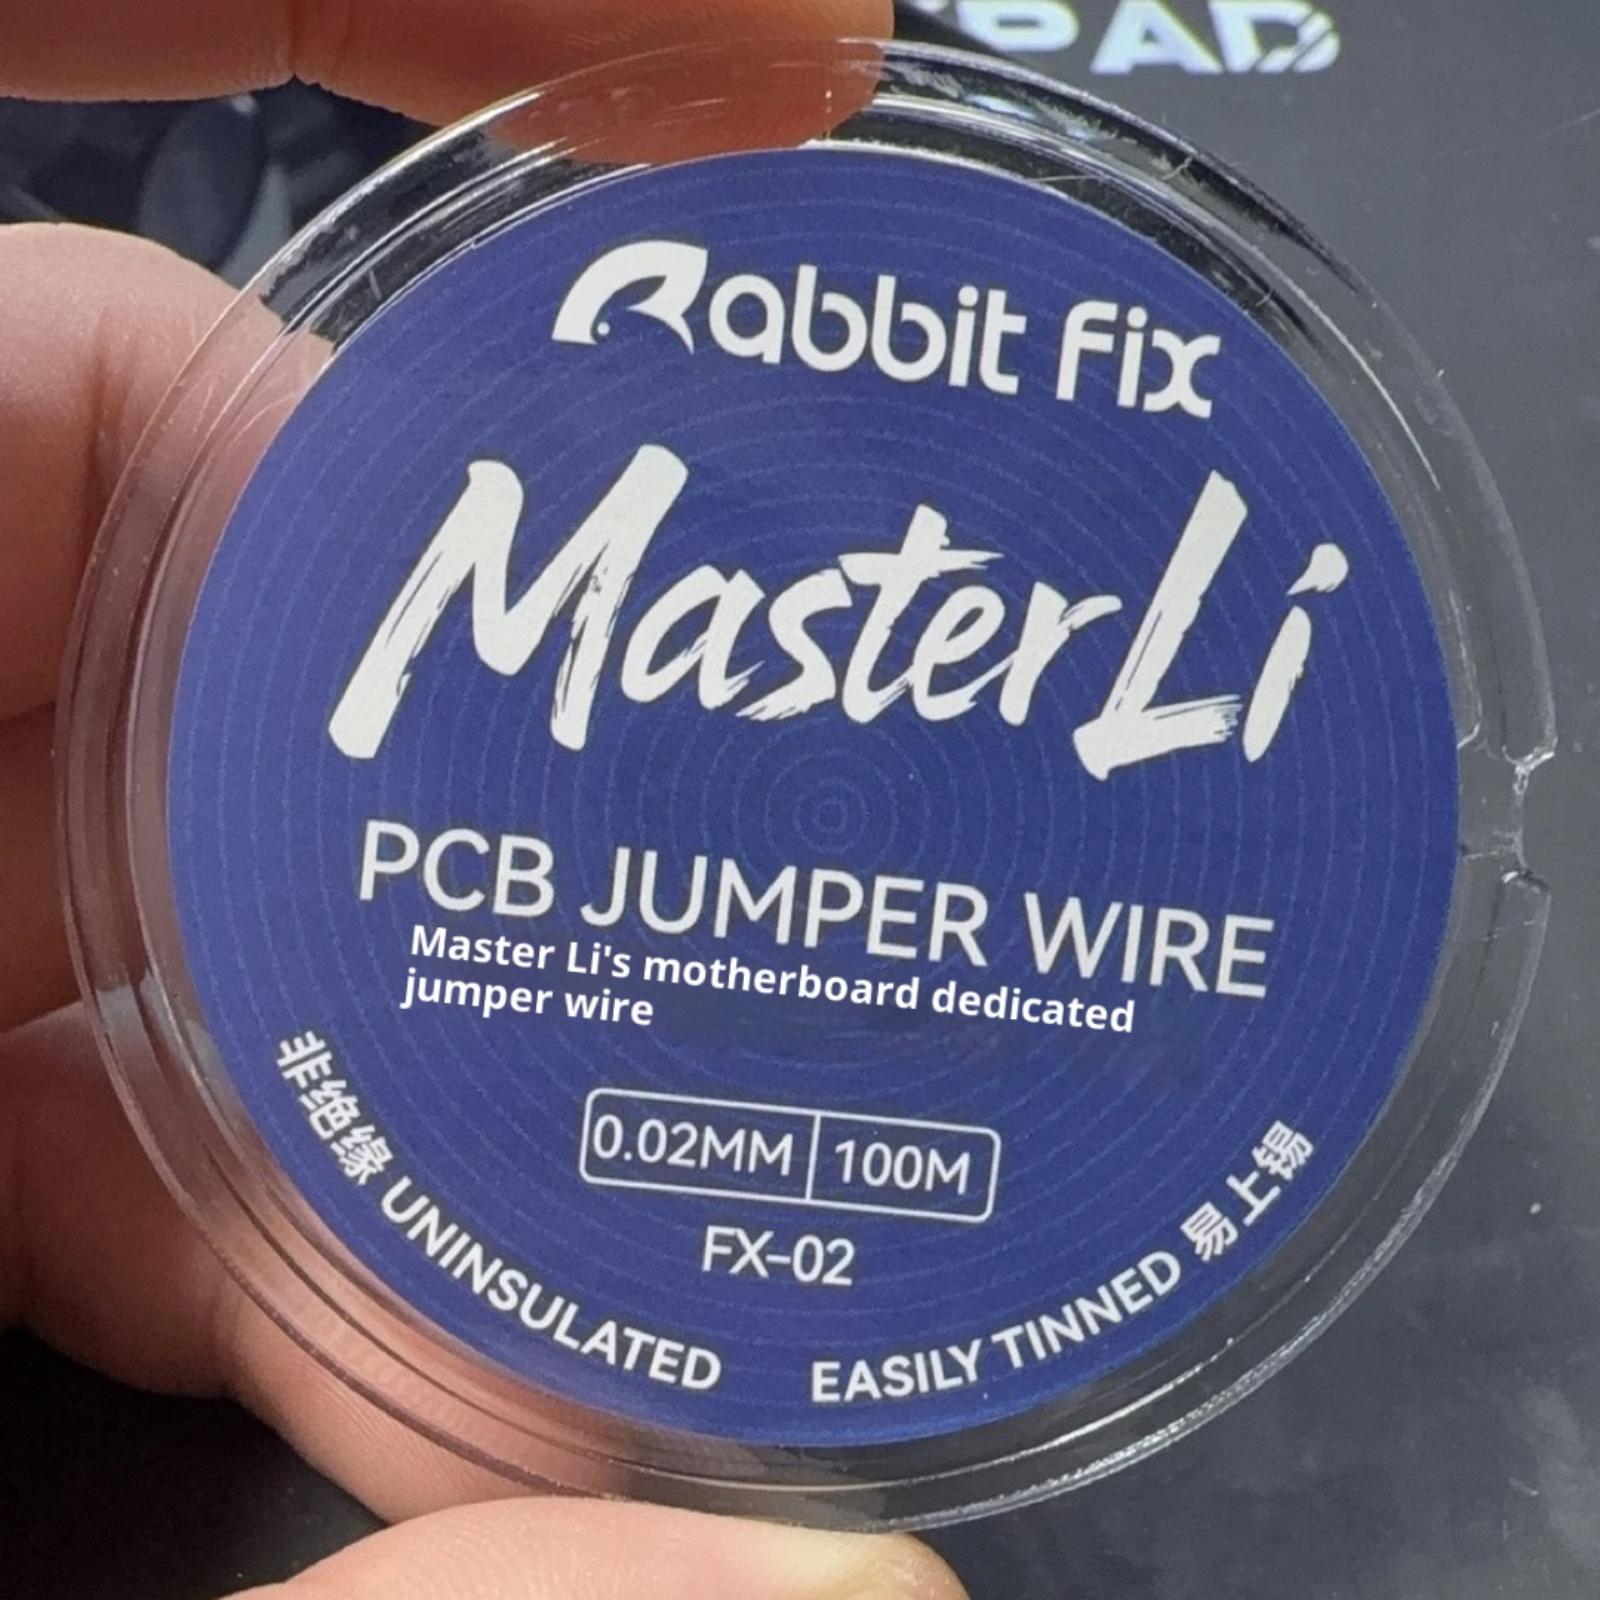 Rabbit Fix
MasterLi
PCB JUMPER WIRE
Master Li's motherboard dedicated
jumper wire
0.02MM 100M
FX-02
非绝缘 UNINSULATED
EASILY TINNED 易上锡